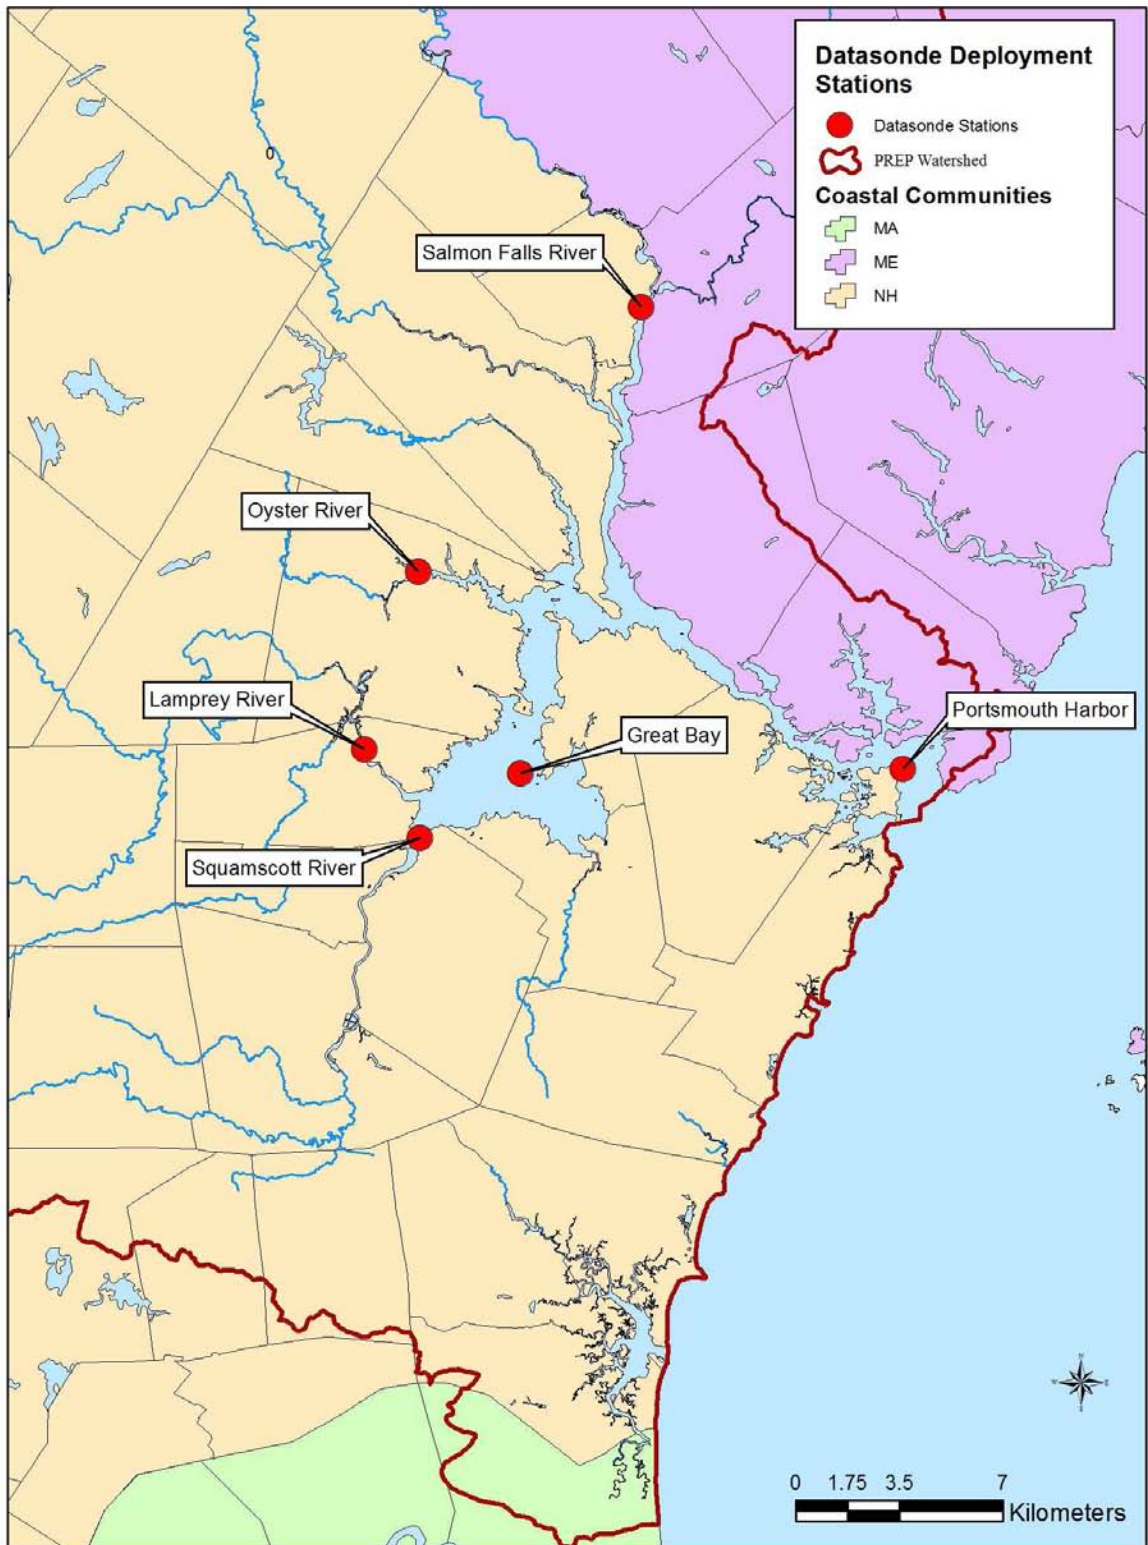 Datasonde Deployment
Stations
Datasonde Stations
PREP Watershed
Coastal Communities
MA
ME
NH
0
Salmon Falls River
Oyster River
Lamprey River
Great Bay
Portsmouth Harbor
Squamscott River
N
W
E
S
0 1.75 3.5 7
Kilometers